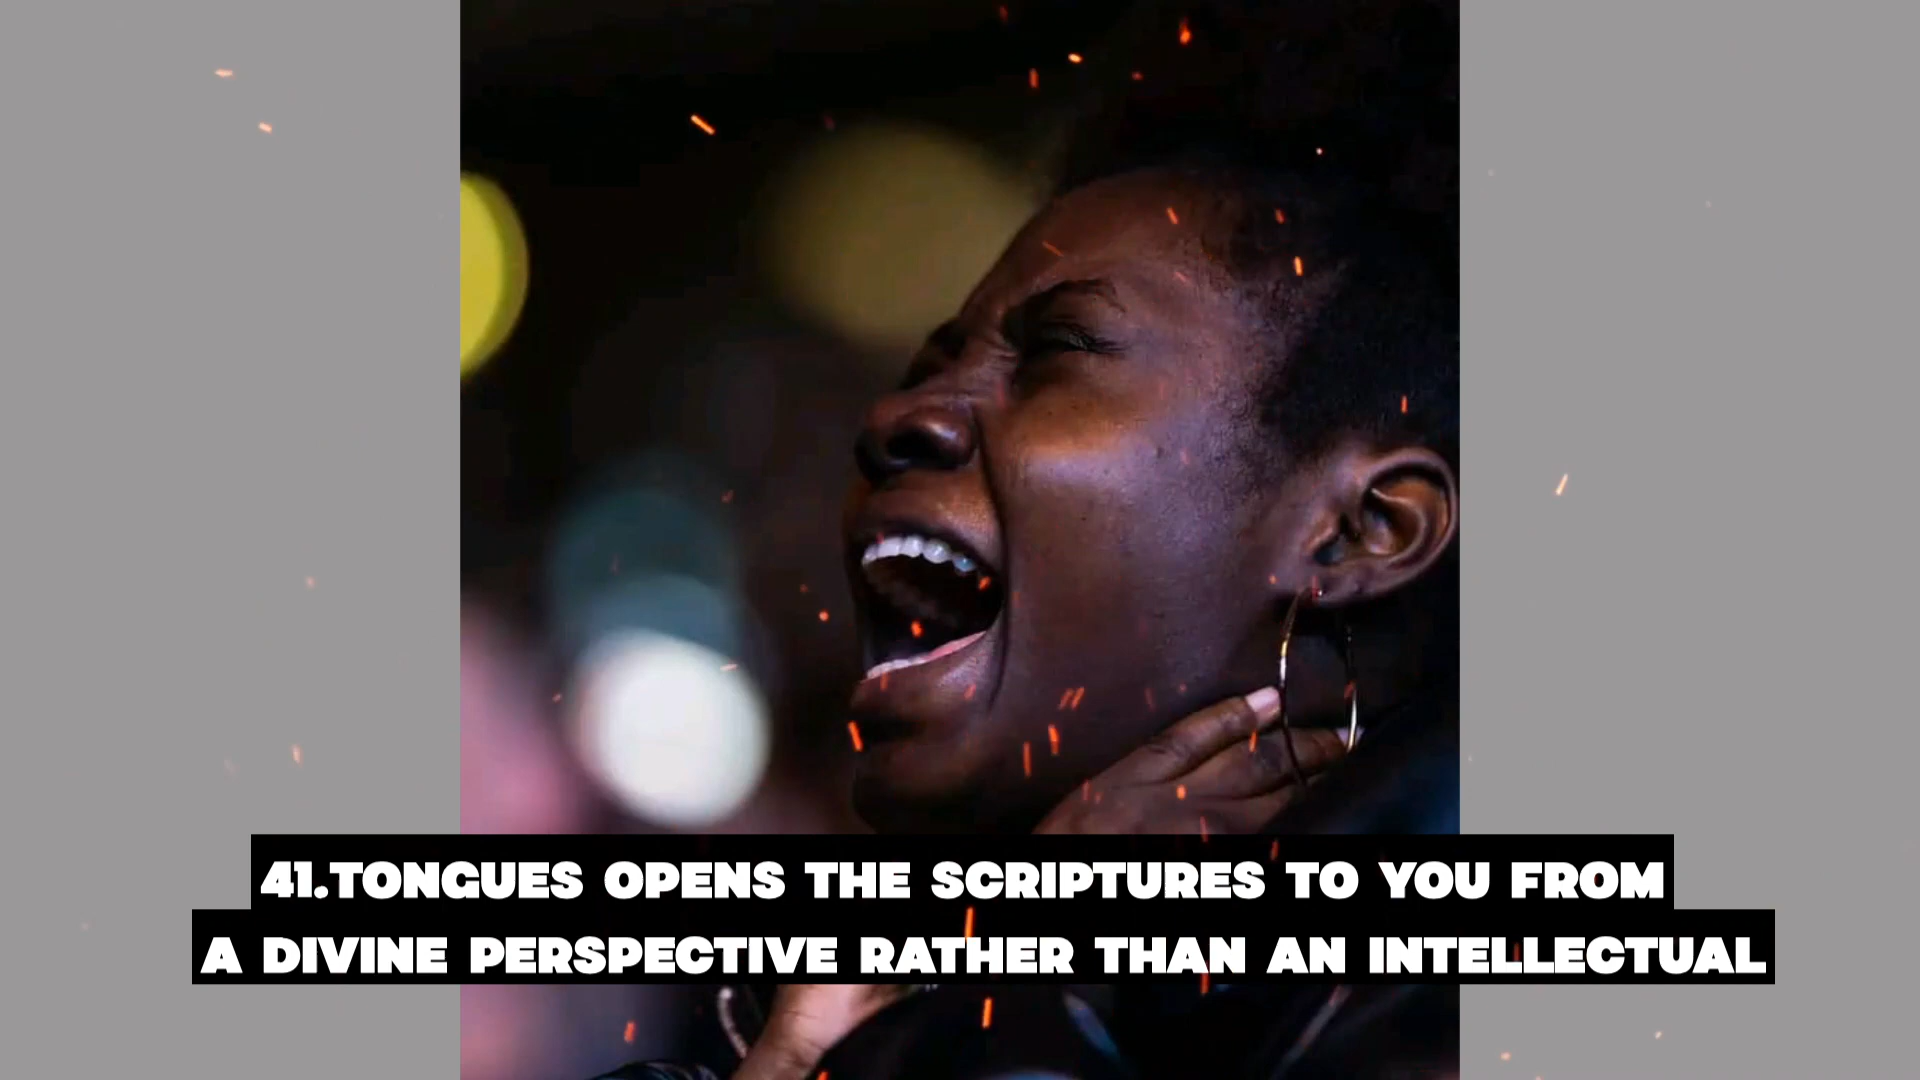 41.TONGUES OPENS THE SCRIPTURES TO YOU FROM
A DIVINE PERSPECTIVE RATHER THAN AN INTELLECTUAL